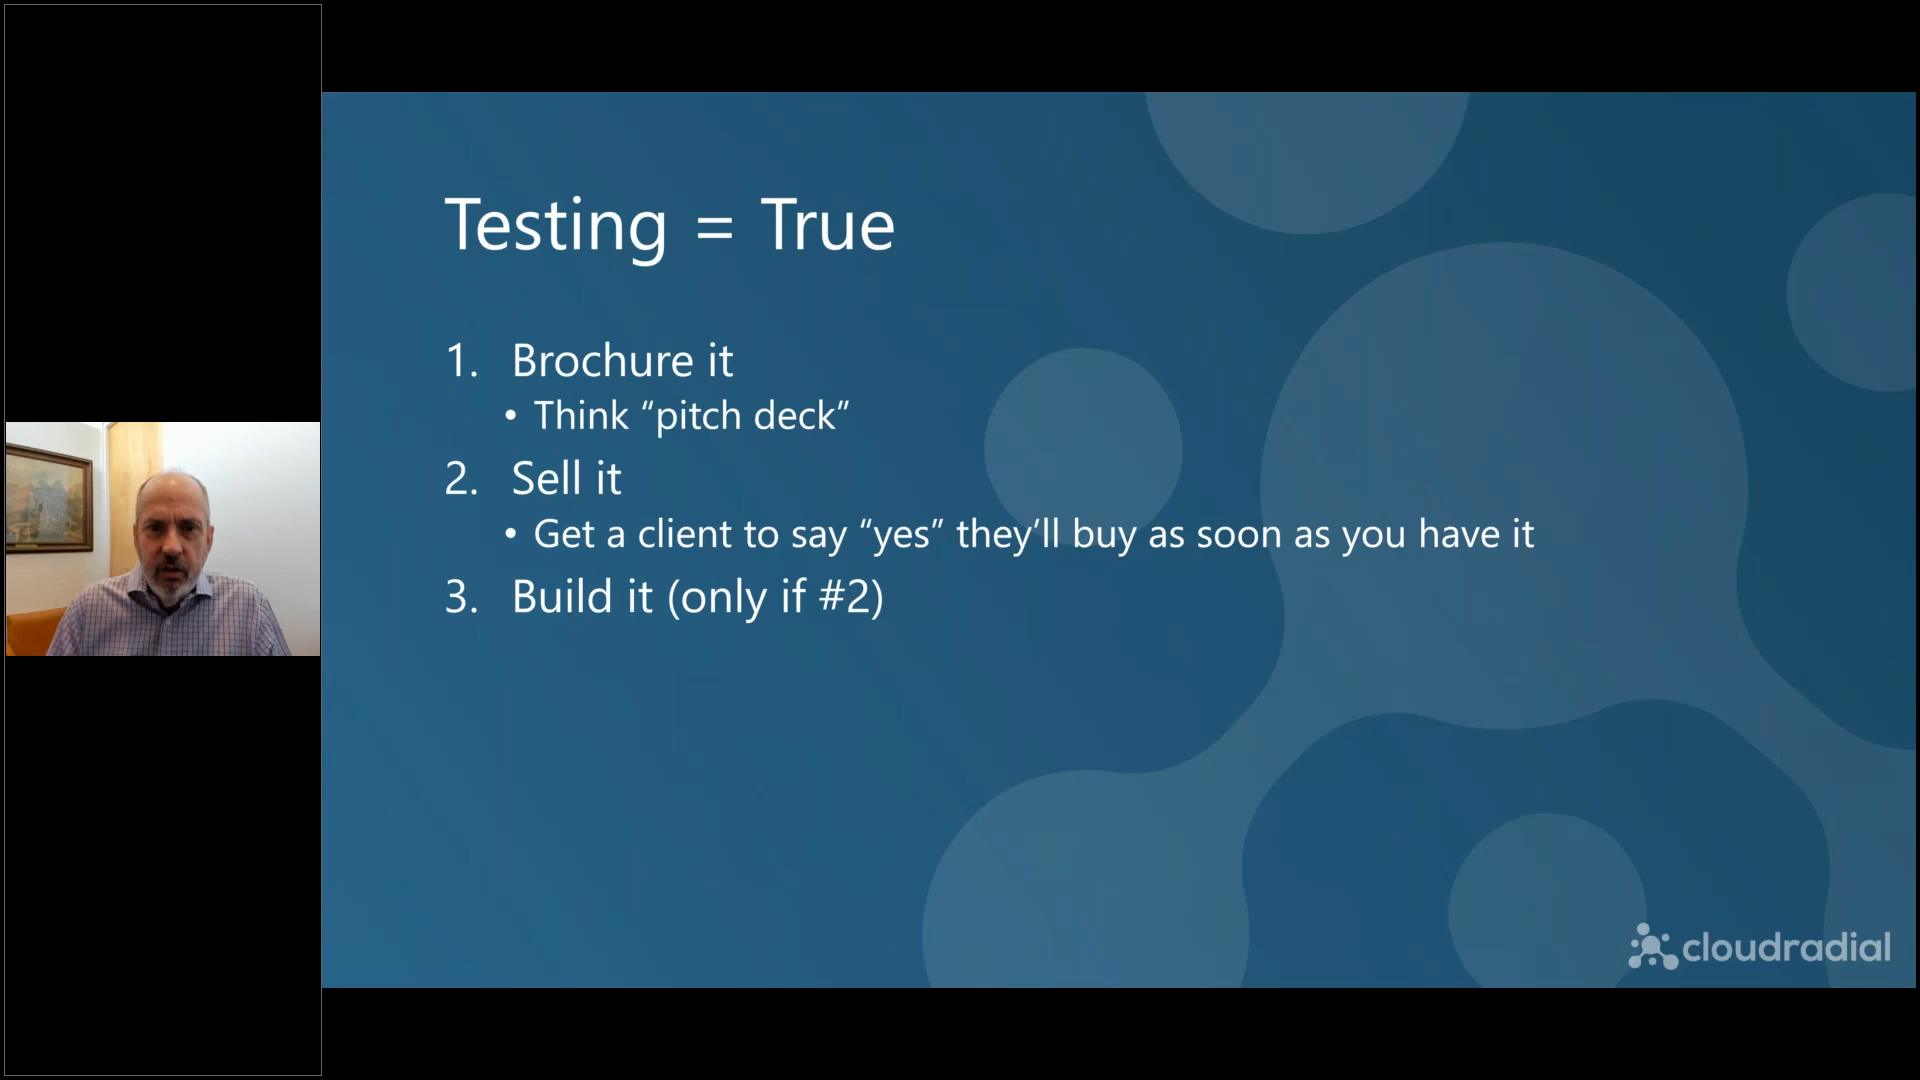 Testing = True
1. Brochure it
• Think “pitch deck”
2. Sell it
• Get a client to say “yes” they’ll buy as soon as you have it
3. Build it (only if #2)
cloudradial